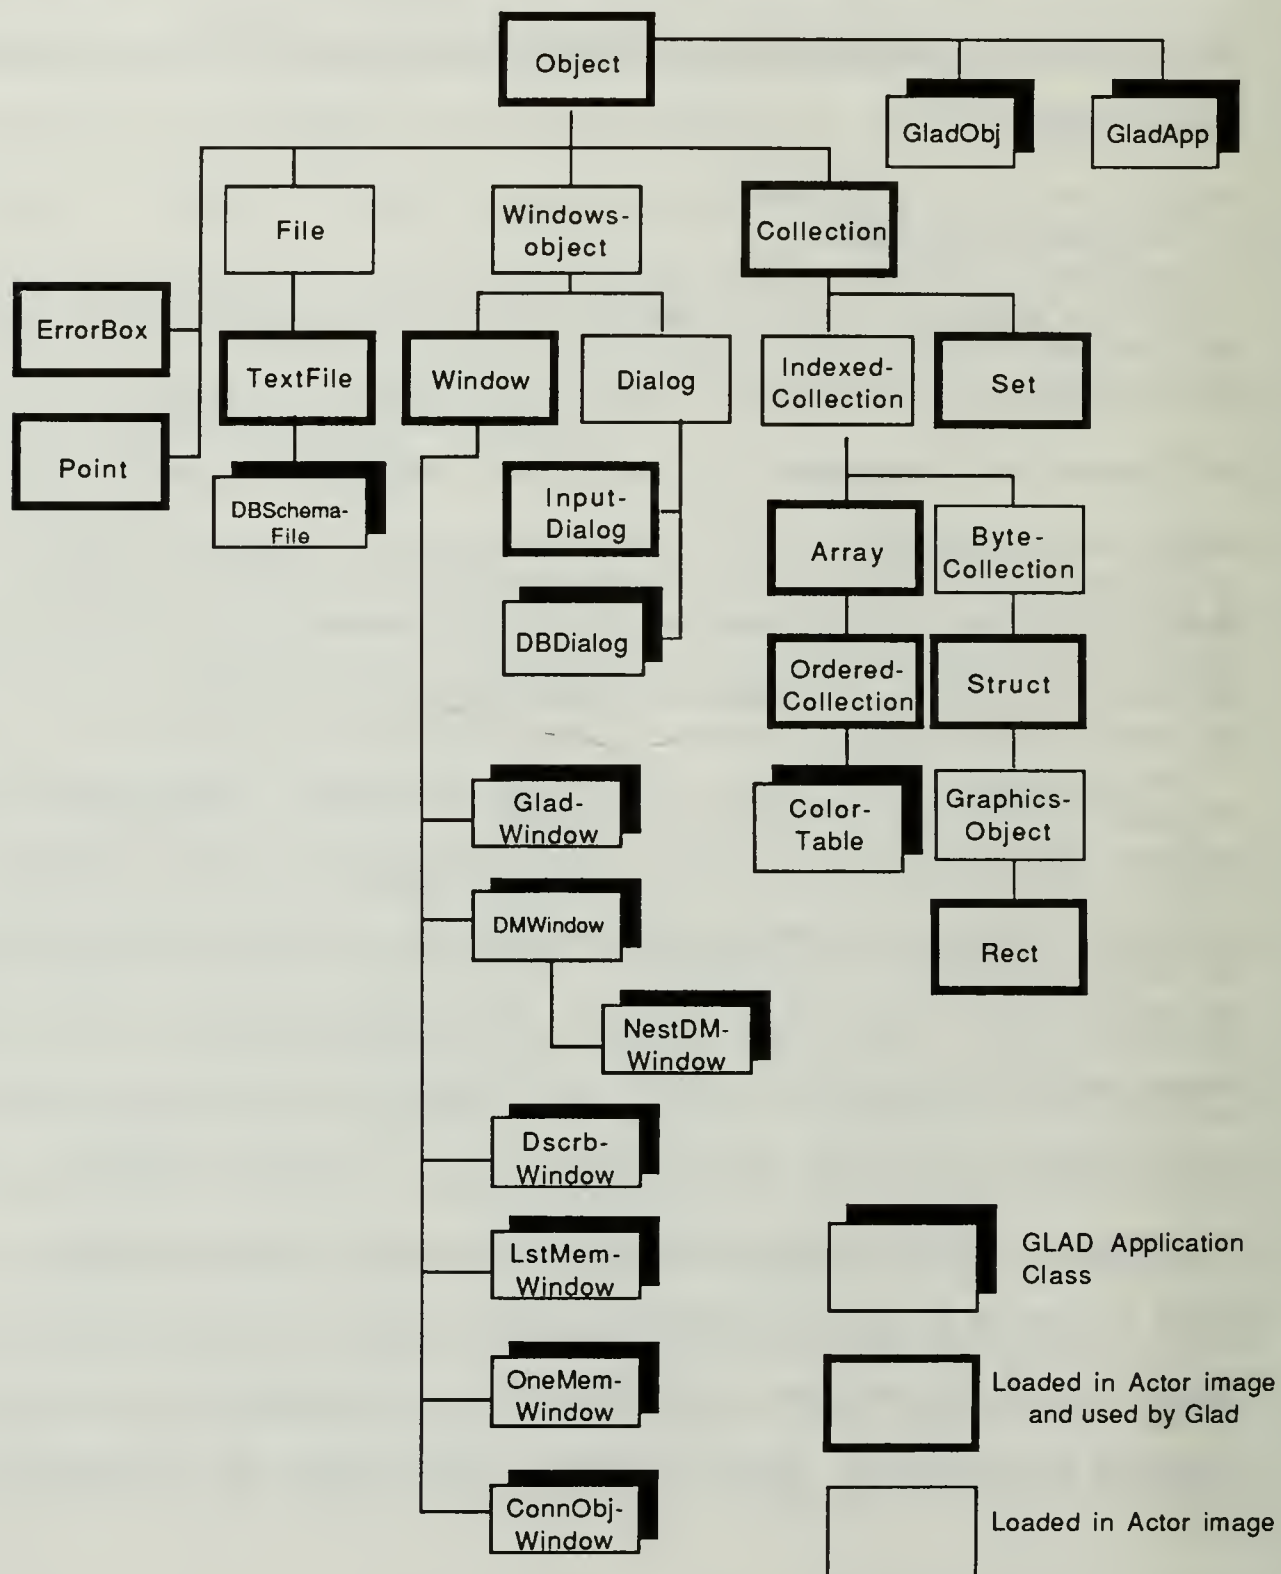 Object
GladObj
GladApp
File
Windows-
object
Collection
ErrorBox
TextFile
Window
Dialog
Indexed-
Collection
Set
Point
DBSchema-
File
Input-
Dialog
Array
Byte-
Collection
DBDialog
Ordered-
Collection
Struct
Glad-
Window
Color-
Table
Graphics-
Object
DMWindow
Rect
NestDM-
Window
Dscrb-
Window
LstMem-
Window
OneMem-
Window
ConnObj-
Window
GLAD Application
Class
Loaded in Actor image
and used by Glad
Loaded in Actor image